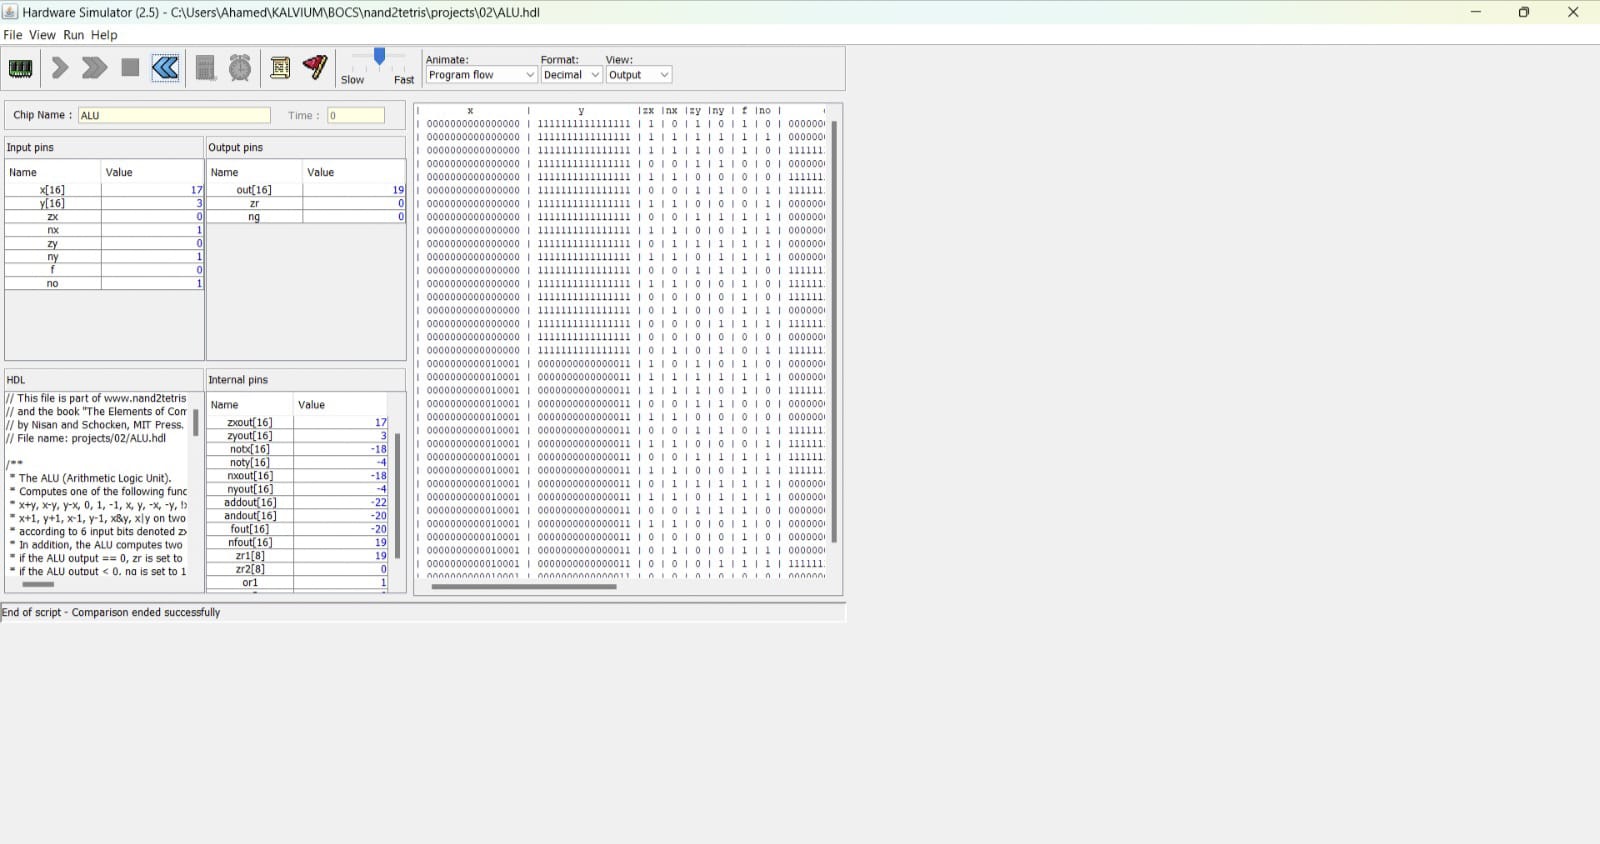 Hardware Simulator (2.5) - C:\Users\Ahamed\KALVIUM\BOCS\nand2tetris\projects\02\ALU.hdl
File View Run Help
Animate: Format: View:
Slow Fast Program flow Decimal Output
Chip Name : ALU Time : 0
Input pins
Name Value
x[16] 17
y[16] 3
zx 0
nx 1
zy 0
ny 1
f 0
no 1
Output pins
Name Value
out[16] 19
zr 0
ng 0
HDL
// This file is part of www.nand2tetris
// and the book "The Elements of Com
// by Nisan and Schocken, MIT Press.
// File name: projects/02/ALU.hdl
/**
* The ALU (Arithmetic Logic Unit).
* Computes one of the following func
* x+y, x-y, y-x, 0, 1, -1, x, y, -x, -y, !x
* x+1, y+1, x-1, y-1, x&y, x|y on two
* according to 6 input bits denoted zx
* In addition, the ALU computes two
* if the ALU output == 0, zr is set to
* if the ALU output < 0, ng is set to 1
Internal pins
Name Value
zxout[16] 17
zyout[16] 3
notx[16] -18
noty[16] -4
nxout[16] -18
nyout[16] -4
addout[16] -22
andout[16] -20
fout[16] -20
nfout[16] 19
zr1[8] 19
zr2[8] 0
or1 1
| x | y |zx |nx |zy |ny | f |no |
| 0000000000000000 | 1111111111111111 | 1 | 0 | 1 | 0 | 1 | 0 | 000000
| 0000000000000000 | 1111111111111111 | 1 | 1 | 1 | 1 | 1 | 1 | 000000
| 0000000000000000 | 1111111111111111 | 1 | 1 | 1 | 0 | 1 | 0 | 111111
| 0000000000000000 | 1111111111111111 | 0 | 0 | 1 | 1 | 0 | 0 | 000000
| 0000000000000000 | 1111111111111111 | 1 | 1 | 0 | 0 | 0 | 0 | 111111
| 0000000000000000 | 1111111111111111 | 0 | 0 | 1 | 1 | 0 | 1 | 111111
| 0000000000000000 | 1111111111111111 | 1 | 1 | 0 | 0 | 0 | 1 | 000000
| 0000000000000000 | 1111111111111111 | 0 | 0 | 1 | 1 | 1 | 1 | 000000
| 0000000000000000 | 1111111111111111 | 1 | 1 | 0 | 0 | 1 | 1 | 000000
| 0000000000000000 | 1111111111111111 | 0 | 1 | 1 | 1 | 1 | 1 | 000000
| 0000000000000000 | 1111111111111111 | 1 | 1 | 0 | 1 | 1 | 1 | 000000
| 0000000000000000 | 1111111111111111 | 0 | 0 | 1 | 1 | 1 | 0 | 111111
| 0000000000000000 | 1111111111111111 | 1 | 1 | 0 | 0 | 1 | 0 | 111111
| 0000000000000000 | 1111111111111111 | 0 | 0 | 0 | 0 | 1 | 0 | 111111
| 0000000000000000 | 1111111111111111 | 0 | 1 | 0 | 0 | 1 | 1 | 000000
| 0000000000000000 | 1111111111111111 | 0 | 0 | 0 | 1 | 1 | 1 | 111111
| 0000000000000000 | 1111111111111111 | 0 | 0 | 0 | 0 | 0 | 0 | 000000
| 0000000000000000 | 1111111111111111 | 0 | 1 | 0 | 1 | 0 | 1 | 111111
| 0000000000010001 | 0000000000000011 | 1 | 0 | 1 | 0 | 1 | 0 | 000000
| 0000000000010001 | 0000000000000011 | 1 | 1 | 1 | 1 | 1 | 1 | 000000
| 0000000000010001 | 0000000000000011 | 1 | 1 | 1 | 0 | 1 | 0 | 111111
| 0000000000010001 | 0000000000000011 | 0 | 0 | 1 | 1 | 0 | 0 | 000000
| 0000000000010001 | 0000000000000011 | 1 | 1 | 0 | 0 | 0 | 0 | 000000
| 0000000000010001 | 0000000000000011 | 0 | 0 | 1 | 1 | 0 | 1 | 111111
| 0000000000010001 | 0000000000000011 | 1 | 1 | 0 | 0 | 0 | 1 | 111111
| 0000000000010001 | 0000000000000011 | 0 | 0 | 1 | 1 | 1 | 1 | 111111
| 0000000000010001 | 0000000000000011 | 1 | 1 | 0 | 0 | 1 | 1 | 111111
| 0000000000010001 | 0000000000000011 | 0 | 1 | 1 | 1 | 1 | 1 | 000000
| 0000000000010001 | 0000000000000011 | 1 | 1 | 0 | 1 | 1 | 1 | 000000
| 0000000000010001 | 0000000000000011 | 0 | 0 | 1 | 1 | 1 | 0 | 000000
| 0000000000010001 | 0000000000000011 | 1 | 1 | 0 | 0 | 1 | 0 | 000000
| 0000000000010001 | 0000000000000011 | 0 | 0 | 0 | 0 | 1 | 0 | 000000
| 0000000000010001 | 0000000000000011 | 0 | 1 | 0 | 0 | 1 | 1 | 000000
| 0000000000010001 | 0000000000000011 | 0 | 0 | 0 | 1 | 1 | 1 | 111111
| 0000000000010001 | 0000000000000011 | 0 | 0 | 0 | 0 | 0 | 0 | 000000
End of script - Comparison ended successfully